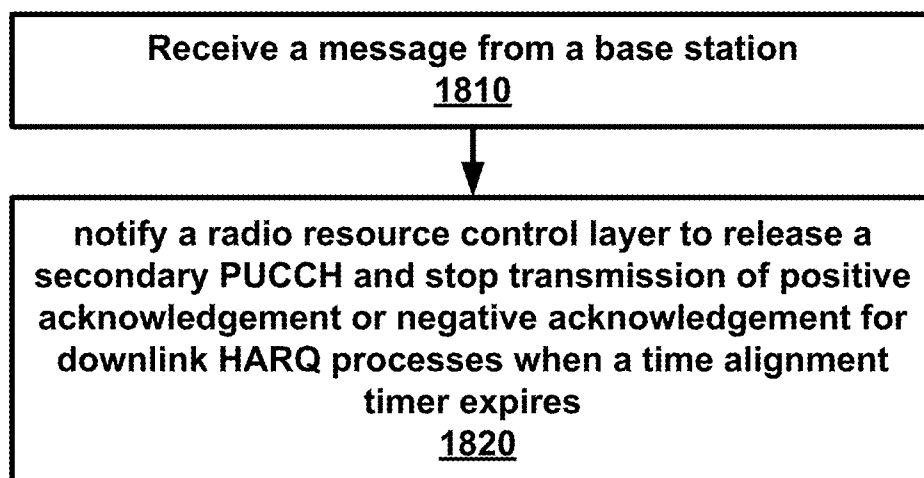 Receive a message from a base station
1810
notify a radio resource control layer to release a
secondary PUCCH and stop transmission of positive
acknowledgement or negative acknowledgement for
downlink HARQ processes when a time alignment
timer expires
1820